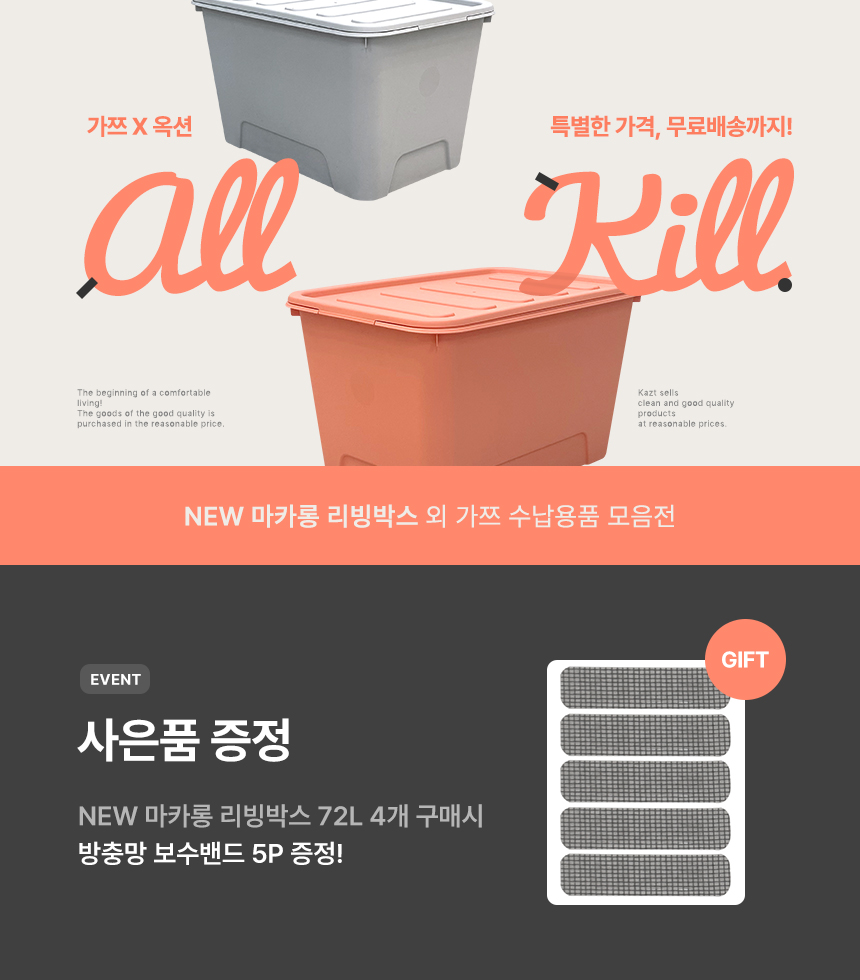 가쯔 X 옥션
특별한 가격, 무료배송까지!
All Kill
The beginning of a comfortable
living!
The goods of the good quality is
purchased in the reasonable price.
Kazt sells
clean and good quality
products
at reasonable prices.
NEW 마카롱 리빙박스 외 가쯔 수납용품 모음전
EVENT
사은품 증정
NEW 마카롱 리빙박스 72L 4개 구매시
방충망 보수밴드 5P 증정!
GIFT